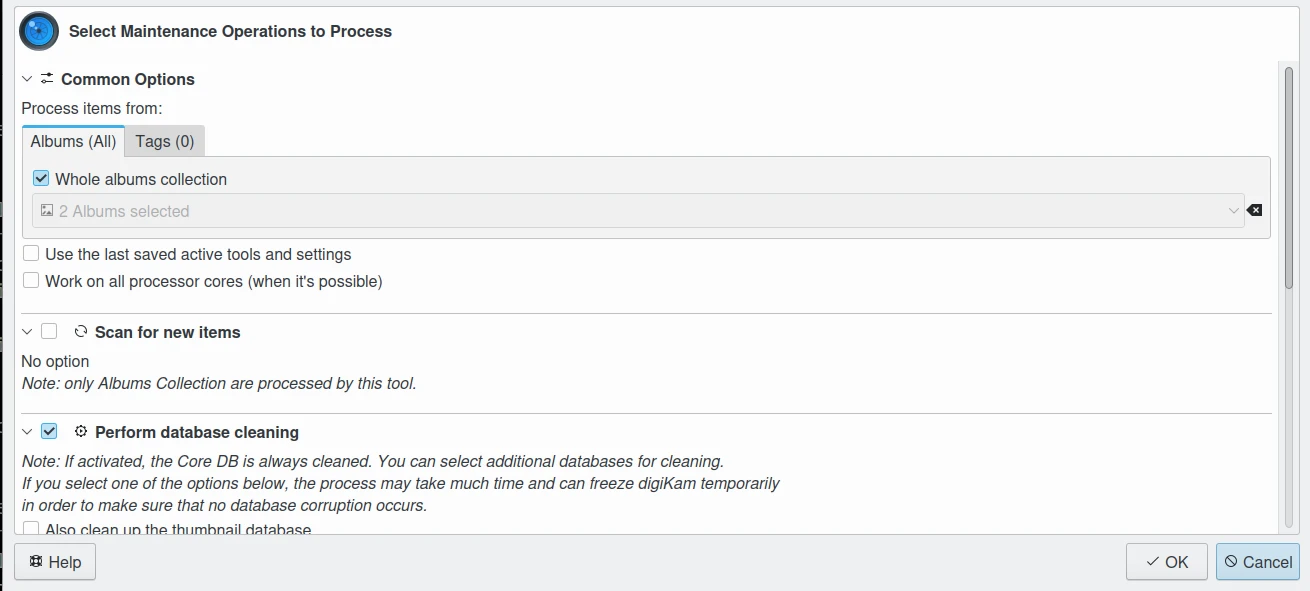 Select Maintenance Operations to Process
Common Options
Process items from:
Albums (All) Tags (0)
Whole albums collection
2 Albums selected
Use the last saved active tools and settings
Work on all processor cores (when it's possible)
Scan for new items
No option
Note: only Albums Collection are processed by this tool.
Perform database cleaning
Note: If activated, the Core DB is always cleaned. You can select additional databases for cleaning.
If you select one of the options below, the process may take much time and can freeze digiKam temporarily
in order to make sure that no database corruption occurs.
Also clean up the thumbnail database
Help OK Cancel